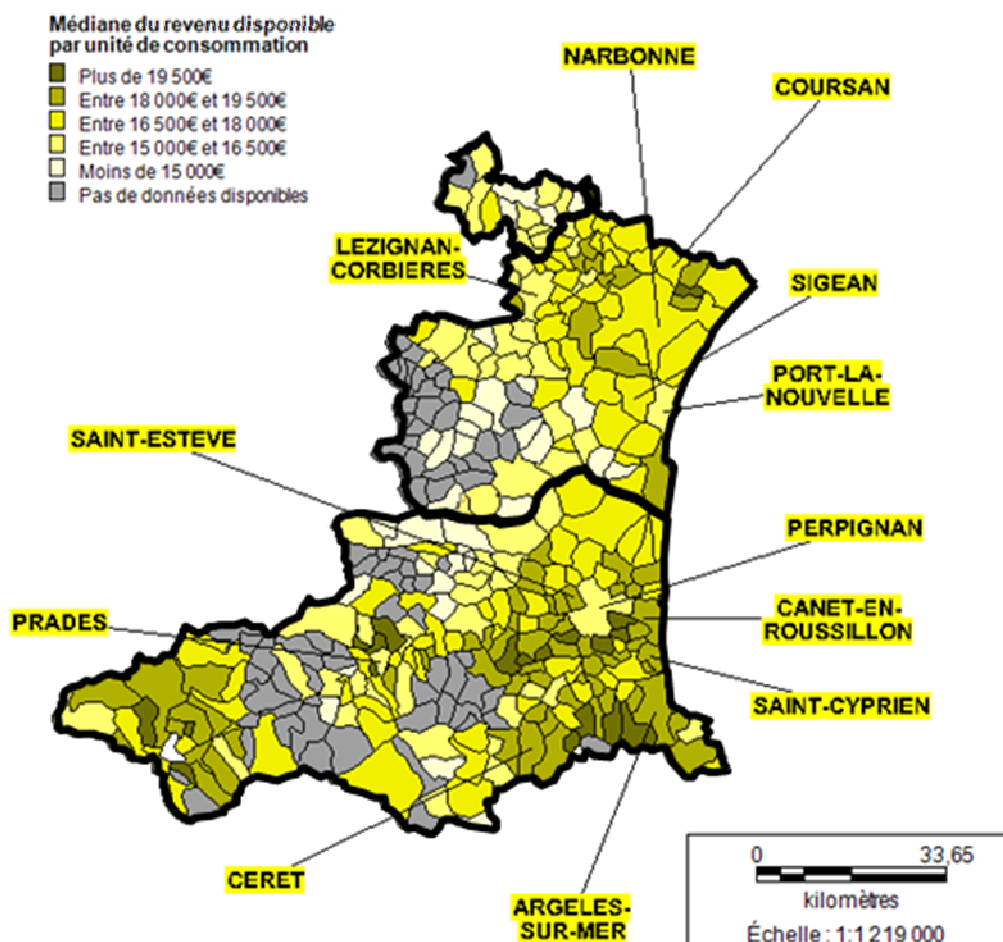 Médiane du revenu disponible
par unité de consommation
Plus de 19 500€
Entre 18 000€ et 19 500€
Entre 16 500€ et 18 000€
Entre 15 000€ et 16 500€
Moins de 15 000€
Pas de données disponibles
NARBONNE
COURSAN
LEZIGNAN-
CORBIERES
SIGEAN
PORT-LA-
NOUVELLE
SAINT-ESTEVE
PERPIGNAN
PRADES
CANET-EN-
ROUSSILLON
SAINT-CYPRIEN
CERET
ARGELES-
SUR-MER
0 33,65
kilomètres
Échelle : 1:1 219 000